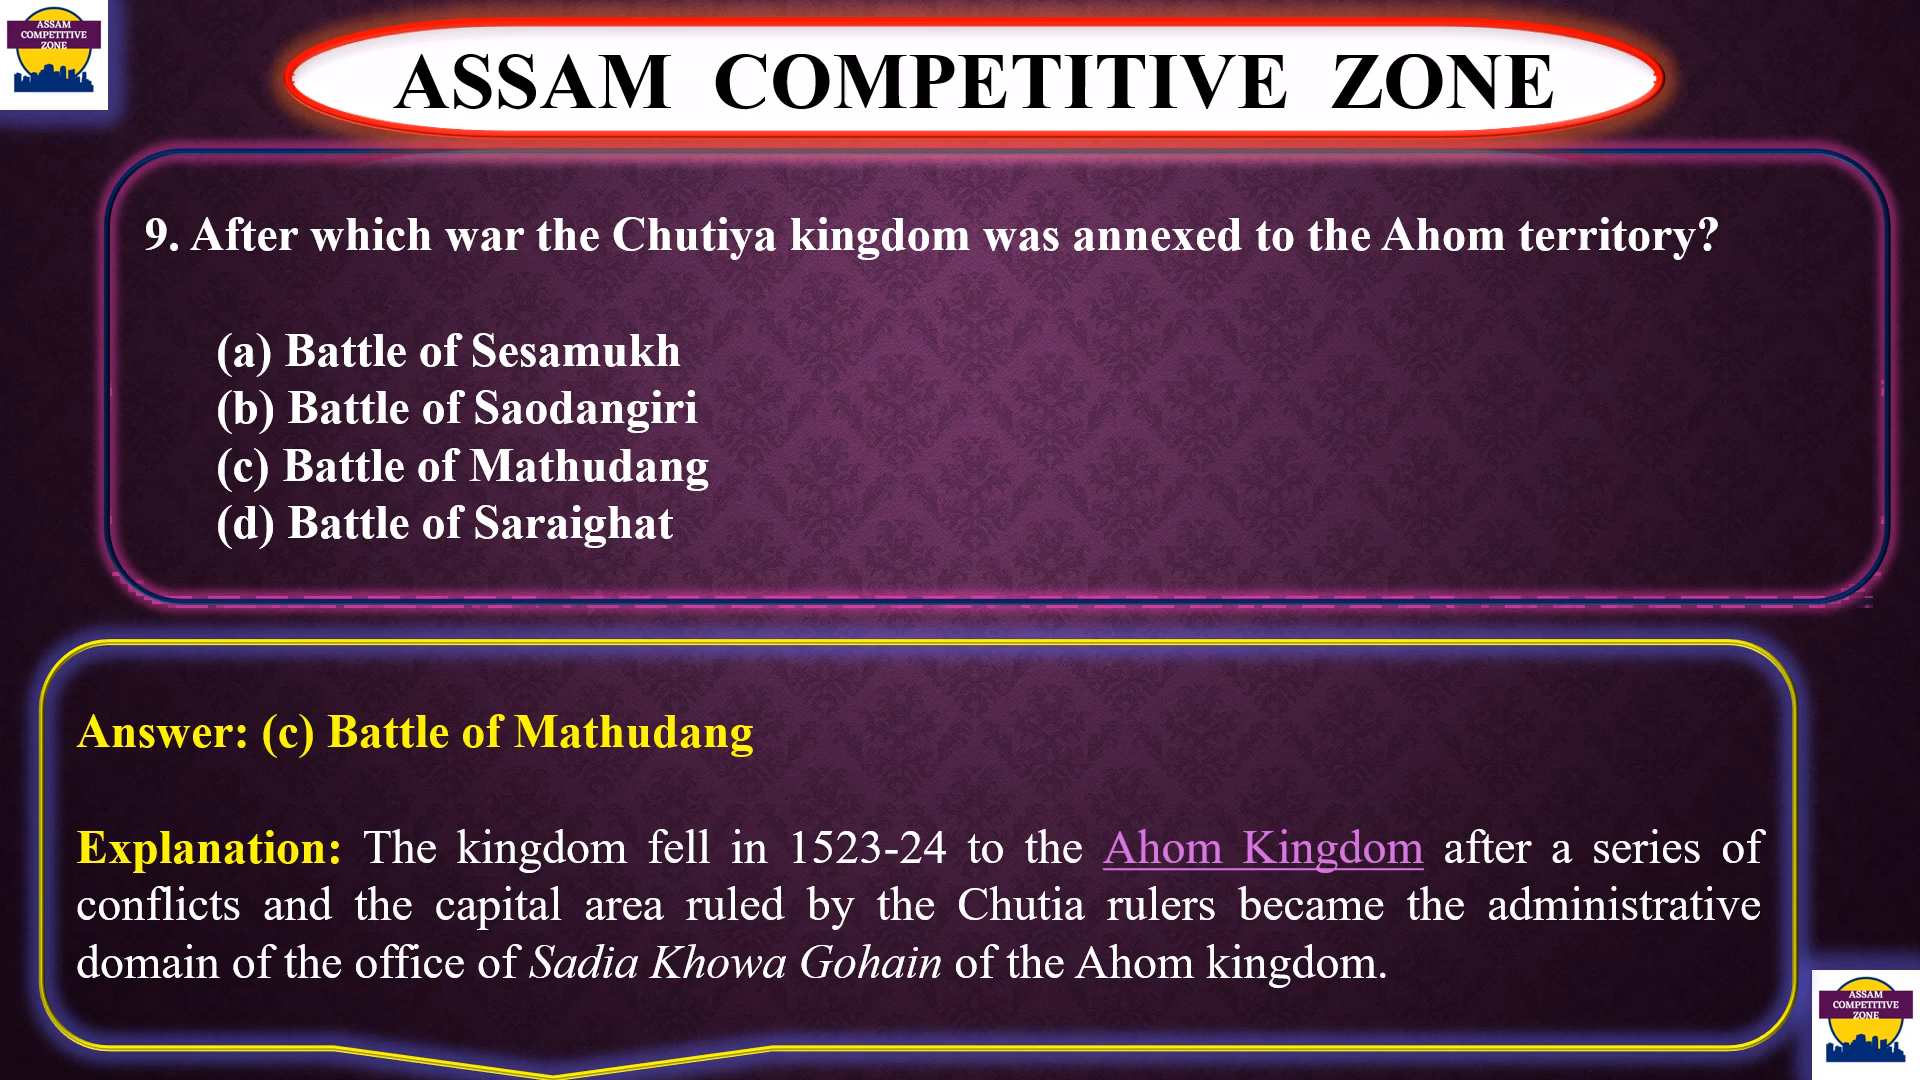 ASSAM
COMPETITIVE
ZONE
ASSAM COMPETITIVE ZONE
9. After which war the Chutiya kingdom was annexed to the Ahom territory?
(a) Battle of Sesamukh
(b) Battle of Saodangiri
(c) Battle of Mathudang
(d) Battle of Saraighat
Answer: (c) Battle of Mathudang
Explanation: The kingdom fell in 1523-24 to the Ahom Kingdom after a series of
conflicts and the capital area ruled by the Chutia rulers became the administrative
domain of the office of Sadia Khowa Gohain of the Ahom kingdom.
ASSAM
COMPETITIVE
ZONE